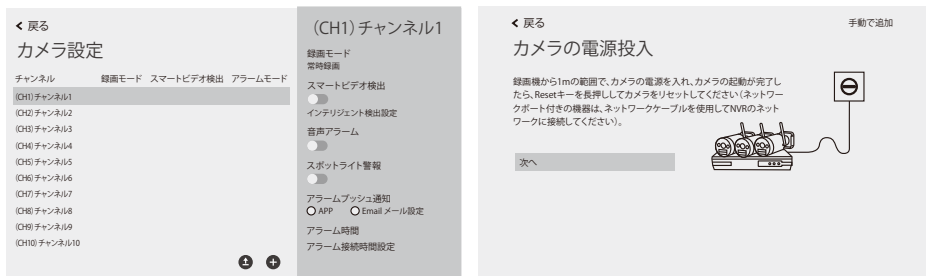 戻る
カメラ設定
チャンネル 録画モード スマートビデオ検出 アラームモード
(CH1)チャンネル1
(CH2)チャンネル2
(CH3)チャンネル3
(CH4)チャンネル4
(CH5)チャンネル5
(CH6)チャンネル6
(CH7)チャンネル7
(CH8)チャンネル8
(CH9)チャンネル9
(CH10)チャンネル10
(CH1)チャンネル1
録画モード
常時録画
スマートビデオ検出
インテリジェント検出設定
音声アラーム
スポットライト警報
アラームプッシュ通知
APP Email メール設定
アラーム時間
アラーム接続時間設定
戻る 手動で追加
カメラの電源投入
録画機から1mの範囲で、カメラの電源を入れ、カメラの起動が完了し
たら、Resetキーを長押ししてカメラをリセットしてください（ネットワー
クポート付きの機器は、ネットワークケーブルを使用してNVRのネット
ワークに接続してください）。
次へ